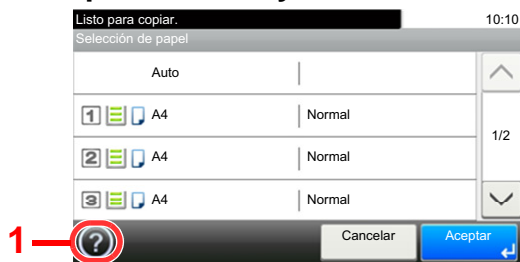 Listo para copiar. 10:10
Selección de papel
Auto
1 A4 Normal
1/2
2 A4 Normal
3 A4 Normal
1 ? Cancelar Aceptar